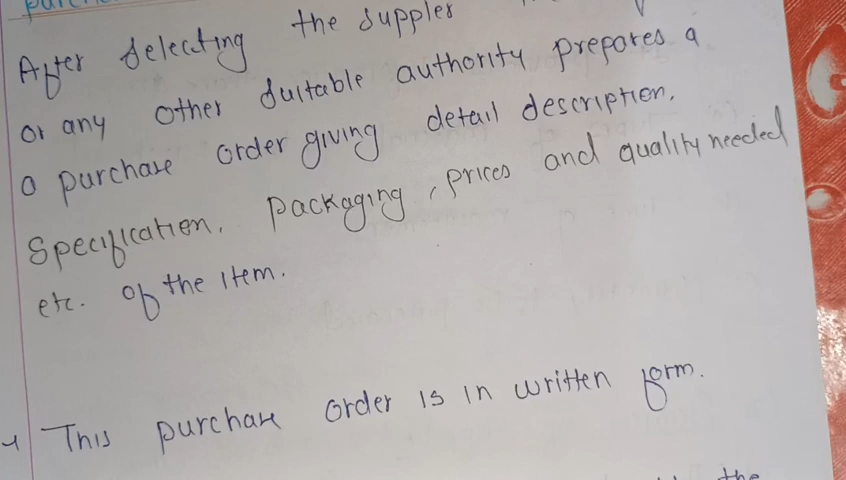 After selecting the suppler
or any other suitable authority prepares a
a purchase order giving detail description,
Specification, packaging, prices and quality needed
etc. of the item.
This purchase order is in written form.
the